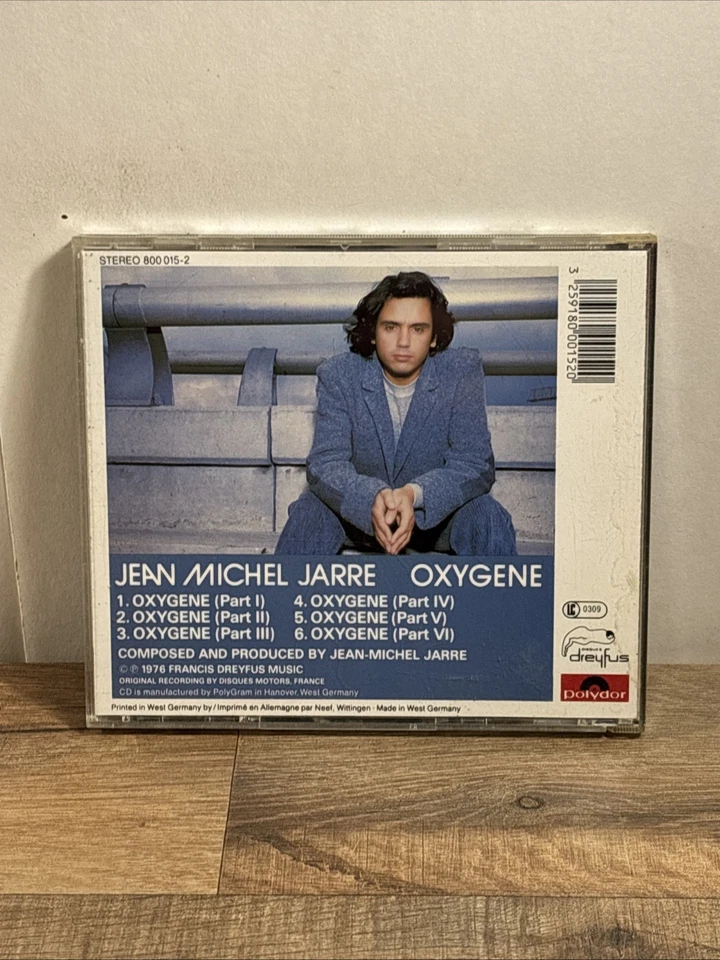 STEREO 800 015-2
3 259180 001520
JEAN MICHEL JARRE OXYGENE
1. OXYGENE (Part I) 4. OXYGENE (Part IV)
2. OXYGENE (Part II) 5. OXYGENE (Part V)
3. OXYGENE (Part III) 6. OXYGENE (Part VI)
COMPOSED AND PRODUCED BY JEAN-MICHEL JARRE
© ℗ 1976 FRANCIS DREYFUS MUSIC
ORIGINAL RECORDING BY DISQUES MOTORS, FRANCE
CD is manufactured by PolyGram in Hanover, West Germany
Printed in West Germany by / Imprimé en Allemagne par Neef, Wittingen · Made in West Germany
LC 0309
DISQUES
dreyfus
polydor